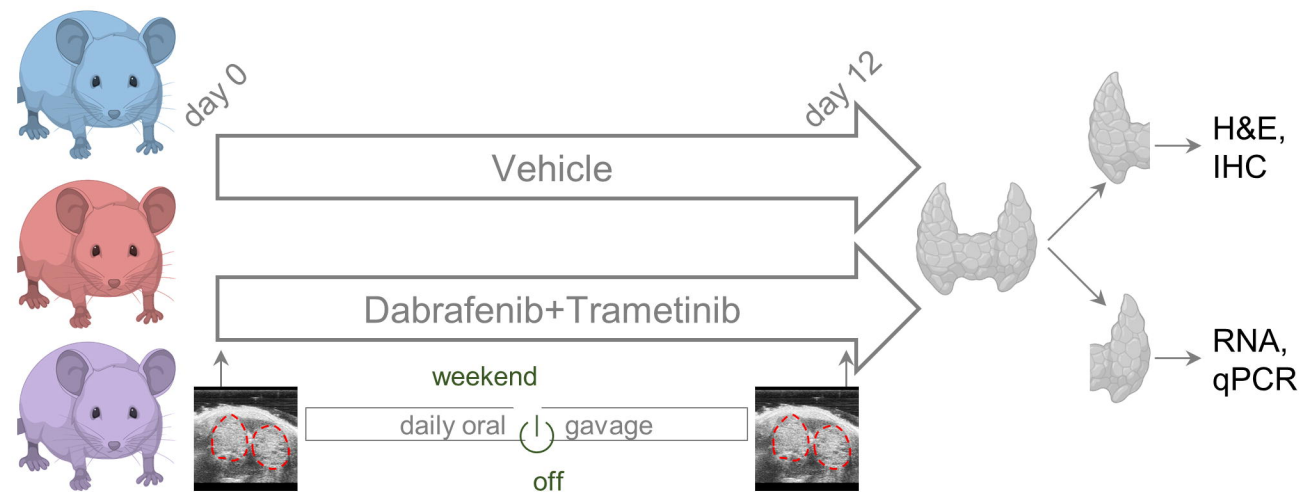 day 0
day 12
Vehicle
Dabrafenib+Trametinib
weekend
daily oral gavage
off
H&E,
IHC
RNA,
qPCR